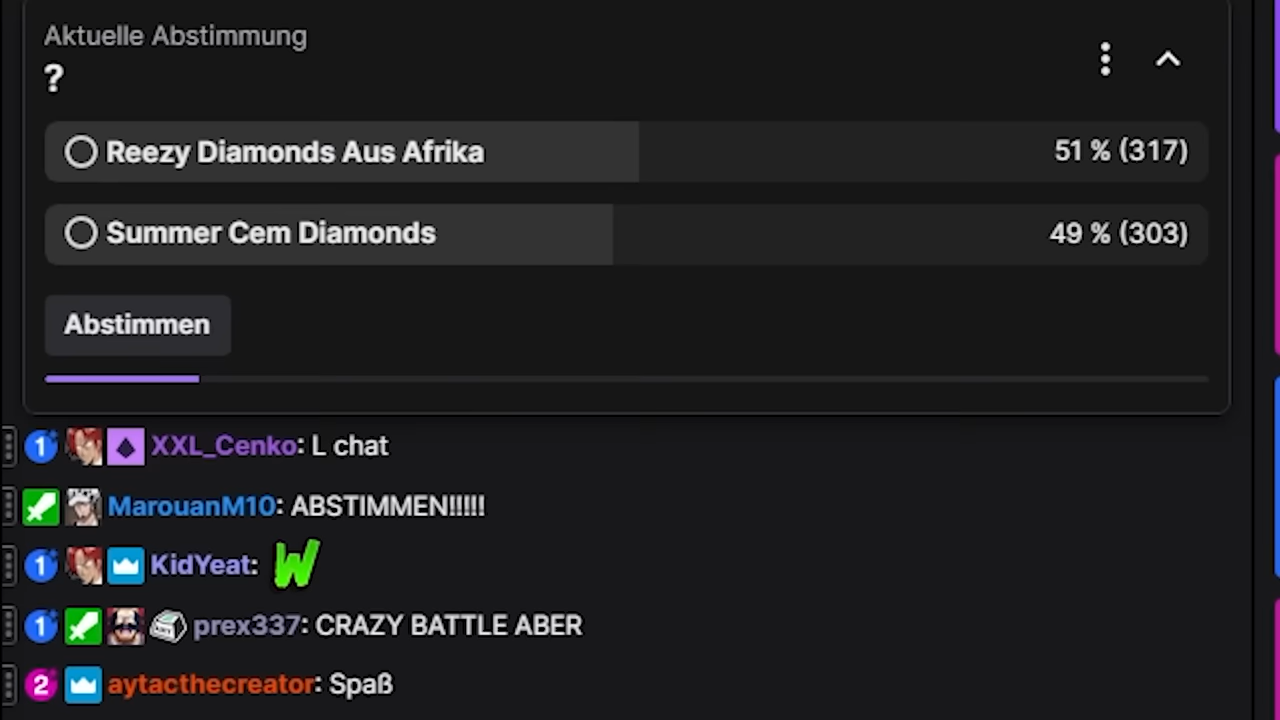 Aktuelle Abstimmung
?
Reezy Diamonds Aus Afrika 51 % (317)
Summer Cem Diamonds 49 % (303)
Abstimmen
1 XXL_Cenko: L chat
MarouanM10: ABSTIMMEN!!!!!
1 KidYeat: W
1 prex337: CRAZY BATTLE ABER
2 aytacthecreator: Spaß